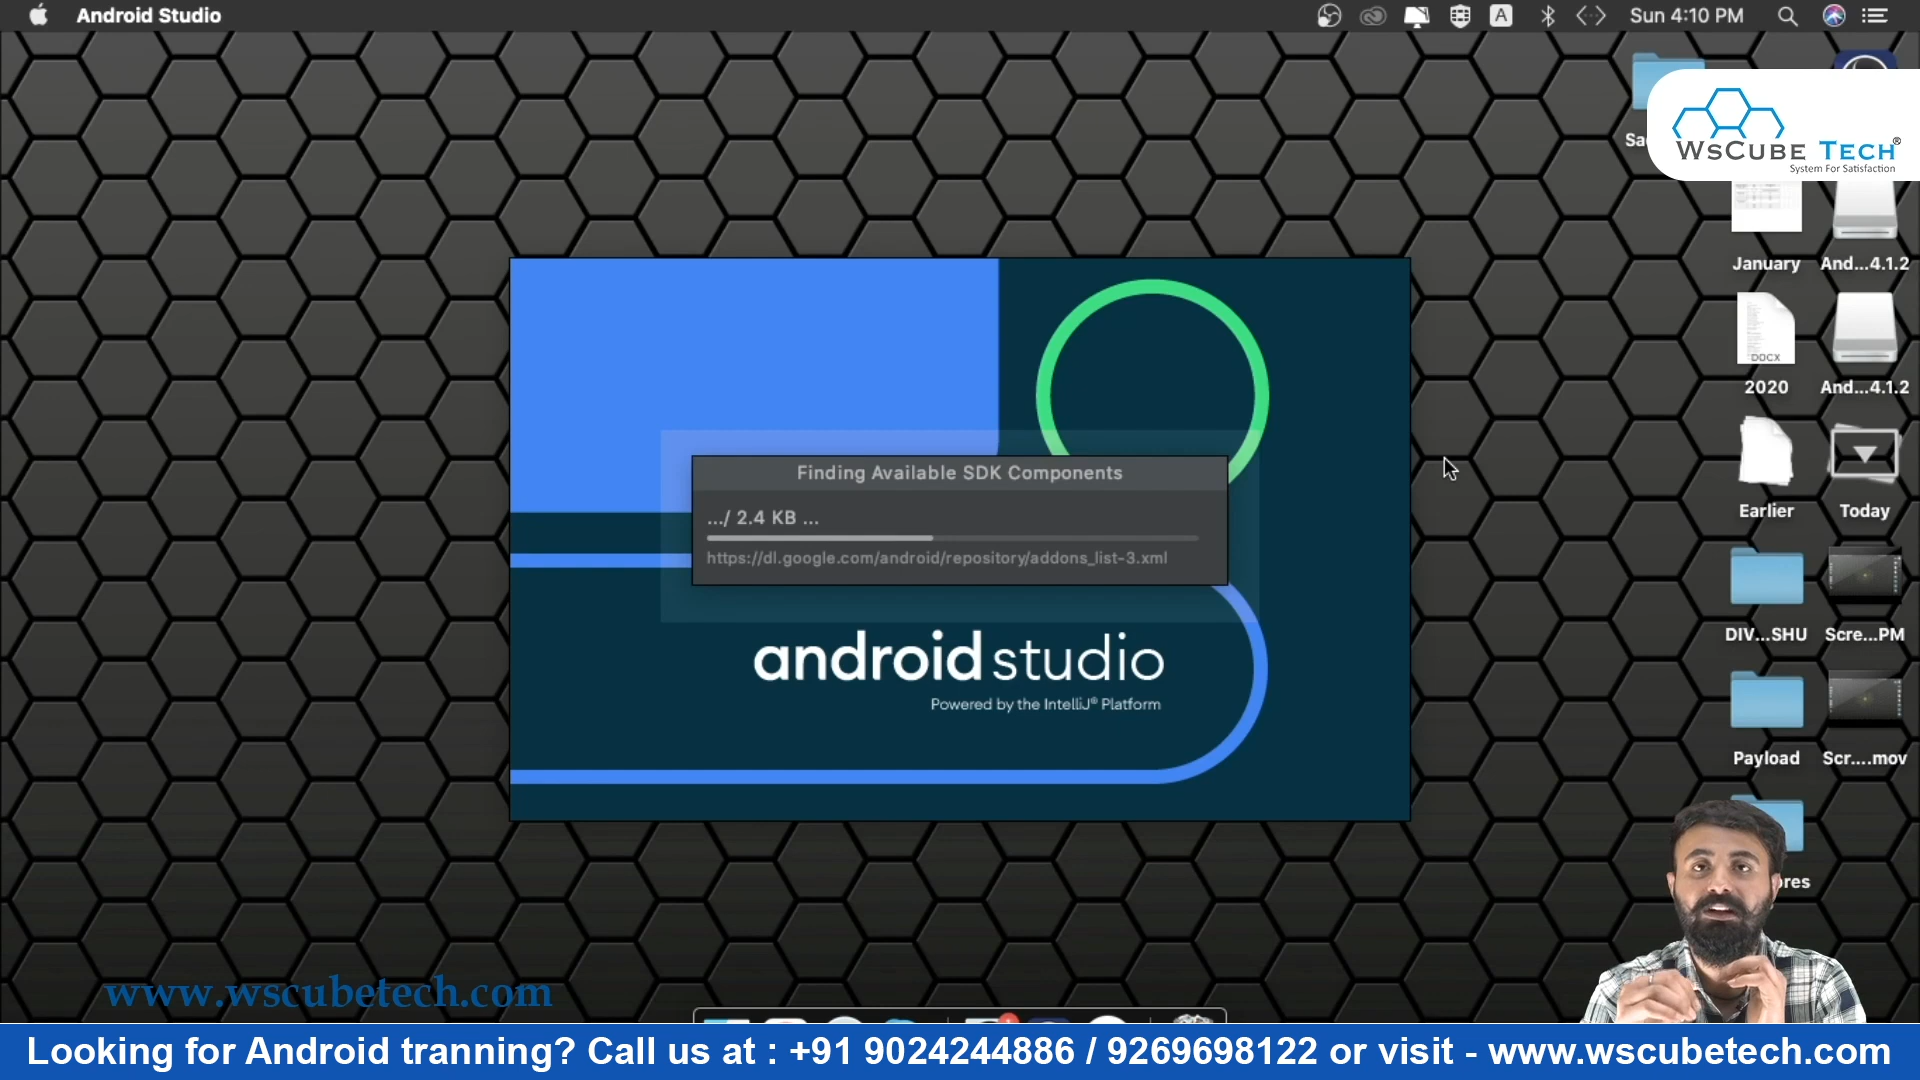 Android Studio
A
Sun 4:10 PM
WsCube Tech®
System For Satisfaction
January
And...4.1.2
DOCX
2020
And...4.1.2
Earlier
Today
DIV...SHU
Scre...PM
Payload
Scr....mov
Finding Available SDK Components
.../ 2.4 KB ...
https://dl.google.com/android/repository/addons_list-3.xml
android studio
Powered by the IntelliJ® Platform
www.wscubetech.com
Looking for Android tranning? Call us at : +91 9024244886 / 9269698122 or visit - www.wscubetech.com